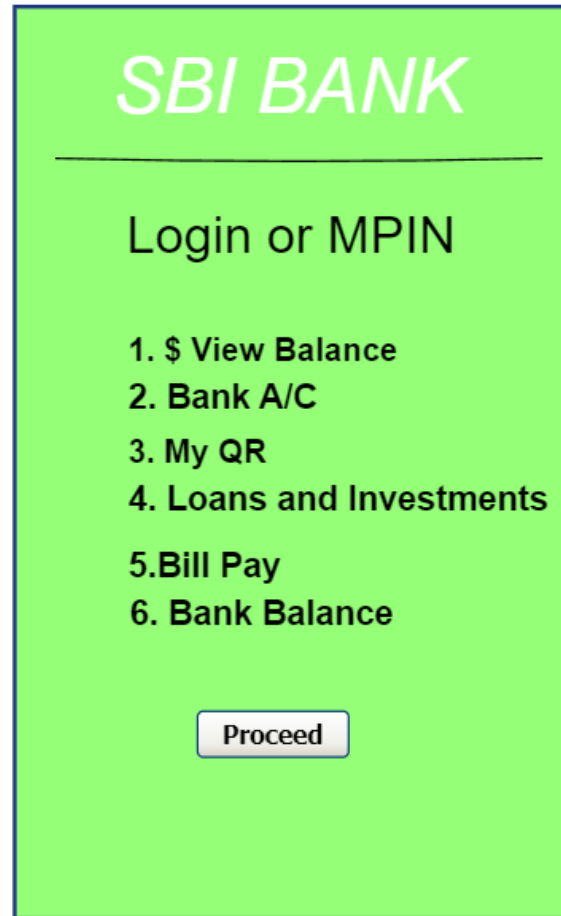 SBI BANK
Login or MPIN
1. $ View Balance
2. Bank A/C
3. My QR
4. Loans and Investments
5.Bill Pay
6. Bank Balance
Proceed